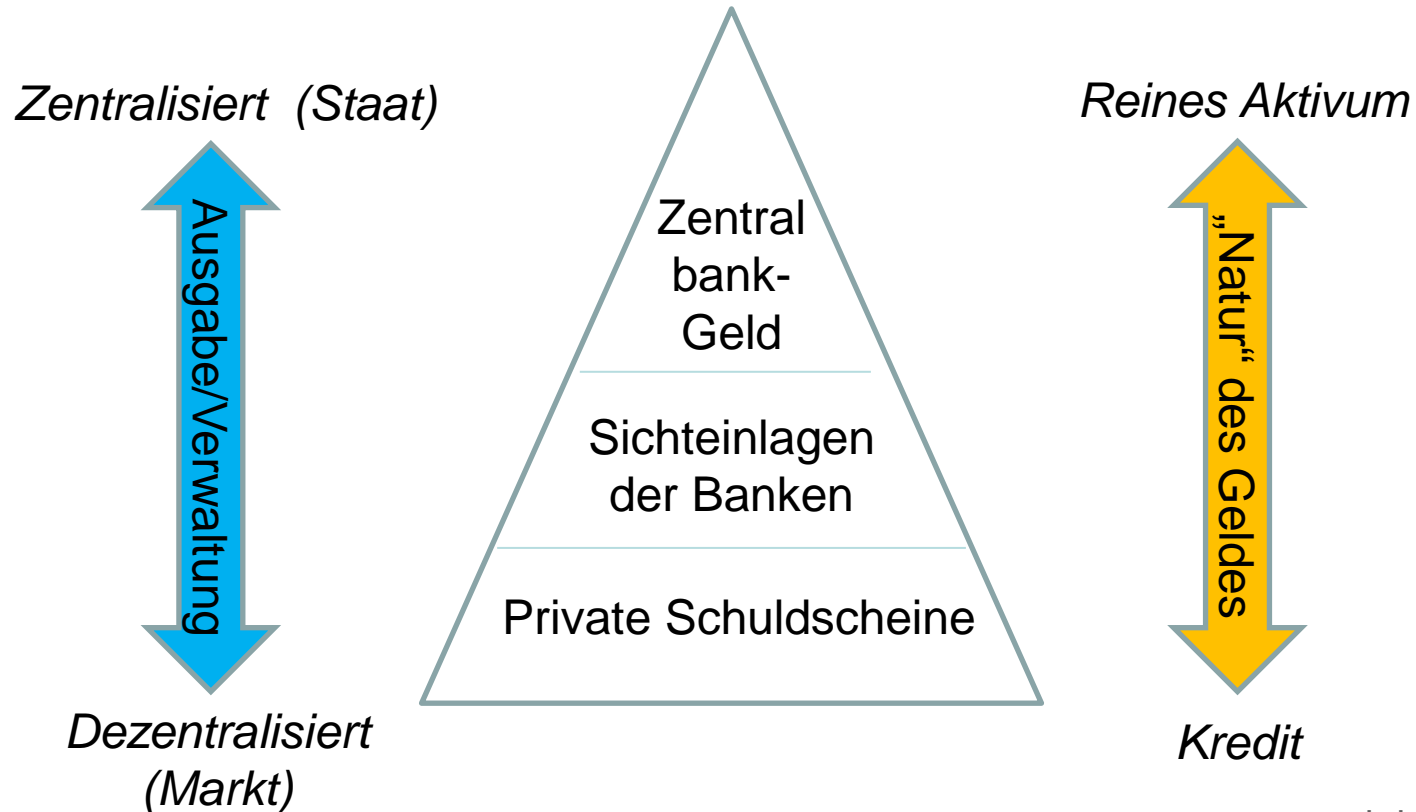 Zentralisiert (Staat)
Reines Aktivum
Ausgabe/Verwaltung
Zentral
bank-
Geld
Sichteinlagen
der Banken
Private Schuldscheine
„Natur“ des Geldes
Dezentralisiert
(Markt)
Kredit